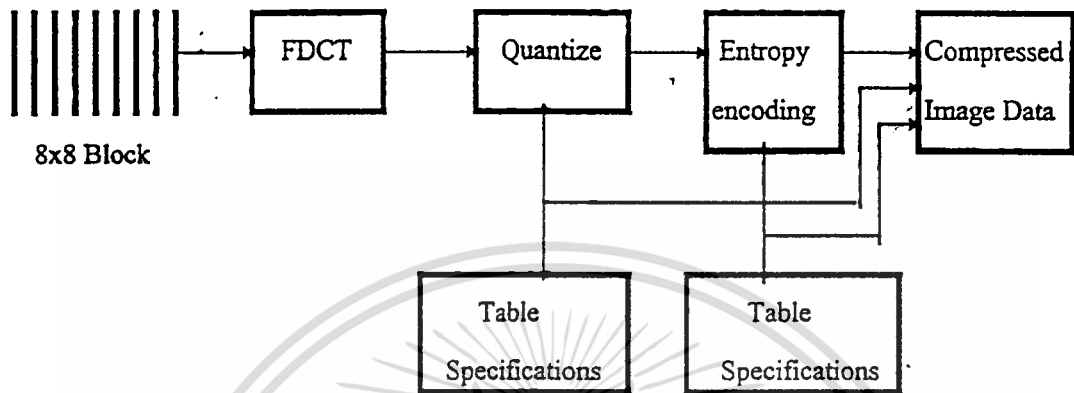 FDCT
Quantize
Entropy
encoding
Compressed
Image Data
8x8 Block
Table
Specifications
Table
Specifications